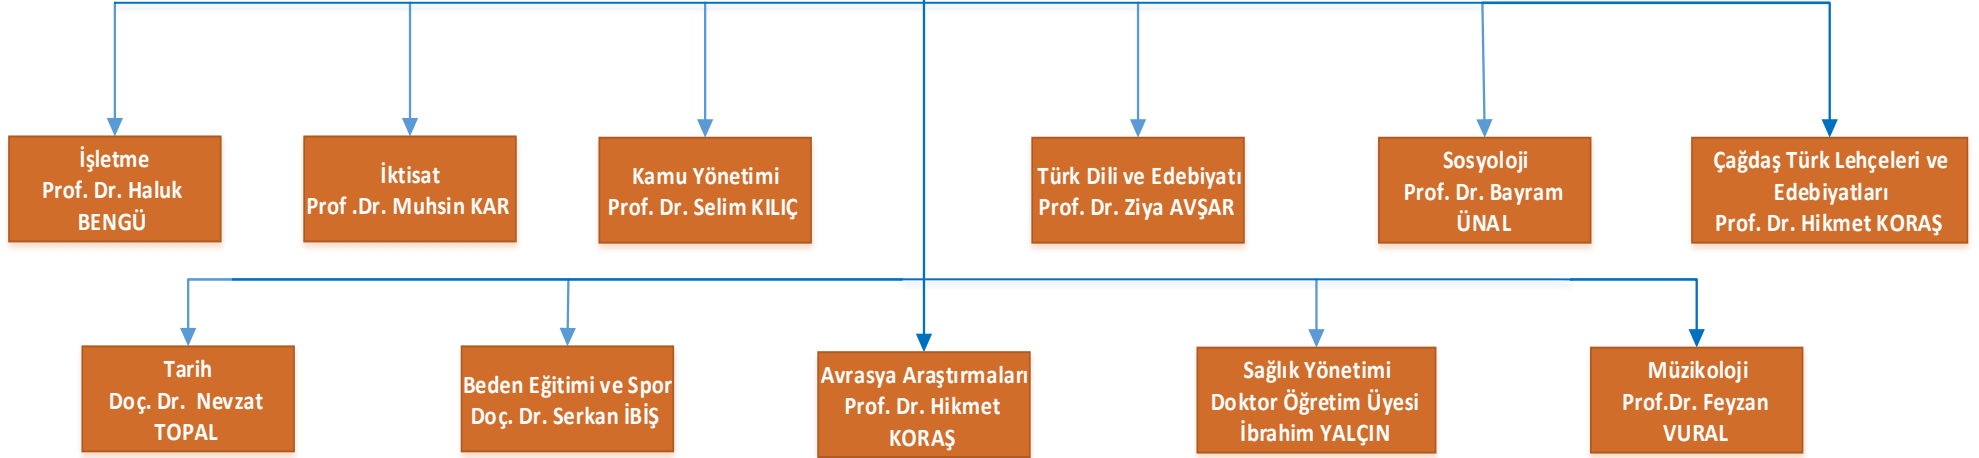 İşletme
Prof. Dr. Haluk
BENGÜ
İktisat
Prof .Dr. Muhsin KAR
Kamu Yönetimi
Prof. Dr. Selim KILIÇ
Türk Dili ve Edebiyatı
Prof. Dr. Ziya AVŞAR
Sosyoloji
Prof. Dr. Bayram
ÜNAL
Çağdaş Türk Lehçeleri ve
Edebiyatları
Prof. Dr. Hikmet KORAŞ
Tarih
Doç. Dr. Nevzat
TOPAL
Beden Eğitimi ve Spor
Doç. Dr. Serkan İBİŞ
Avrasya Araştırmaları
Prof. Dr. Hikmet
KORAŞ
Sağlık Yönetimi
Doktor Öğretim Üyesi
İbrahim YALÇIN
Müzikoloji
Prof.Dr. Feyzan
VURAL